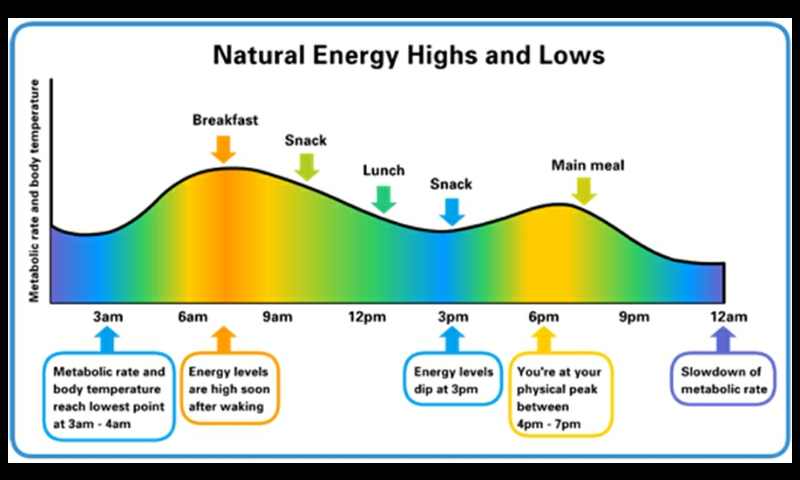 Natural Energy Highs and Lows
Metabolic rate and body temperature
Breakfast
Snack
Lunch
Snack
Main meal
3am
6am
9am
12pm
3pm
6pm
9pm
12am
Metabolic rate and
body temperature
reach lowest point
at 3am - 4am
Energy levels
are high soon
after waking
Energy levels
dip at 3pm
You're at your
physical peak
between
4pm - 7pm
Slowdown of
metabolic rate